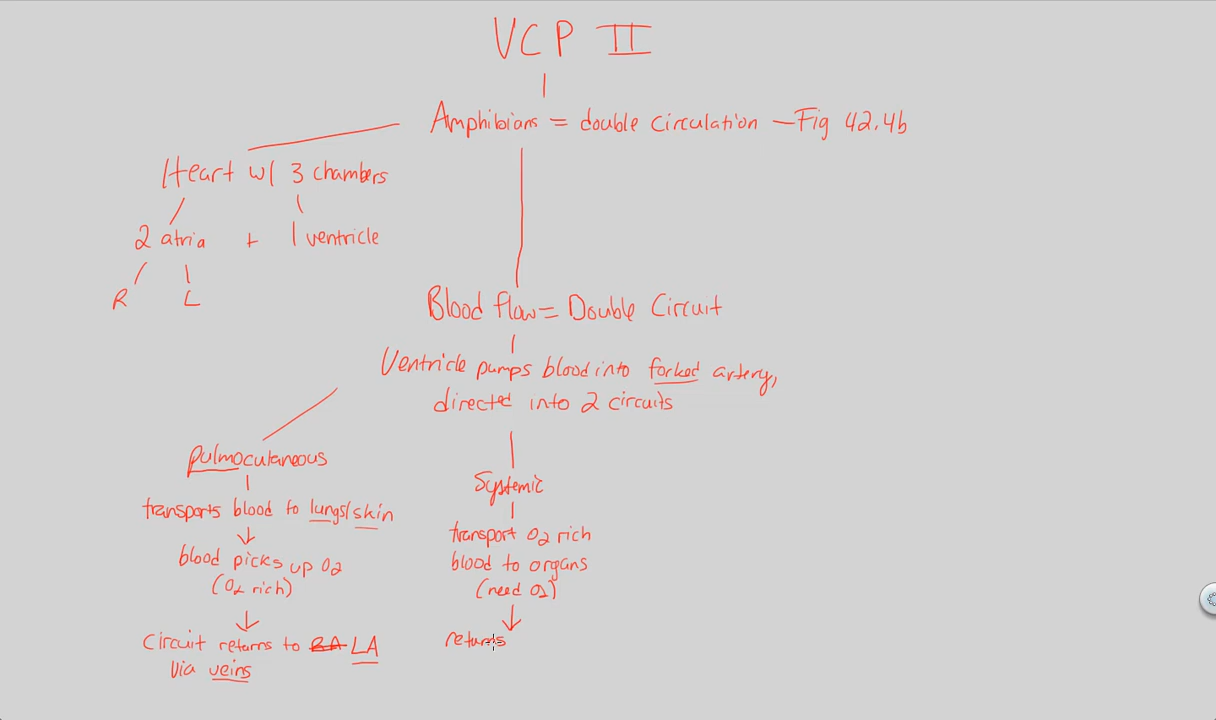 VCP II
Amphibians = double circulation — Fig 42.4b
Heart w/ 3 chambers
2 atria + 1 ventricle
R L
Blood flow = Double Circuit
Ventricle pumps blood into forked artery,
directed into 2 circuits
pulmocutaneous
transports blood to lungs/skin
blood picks up O2
(O2 rich)
Circuit returns to RA LA
via veins
Systemic
transport O2 rich
blood to organs
(need O2)
returns